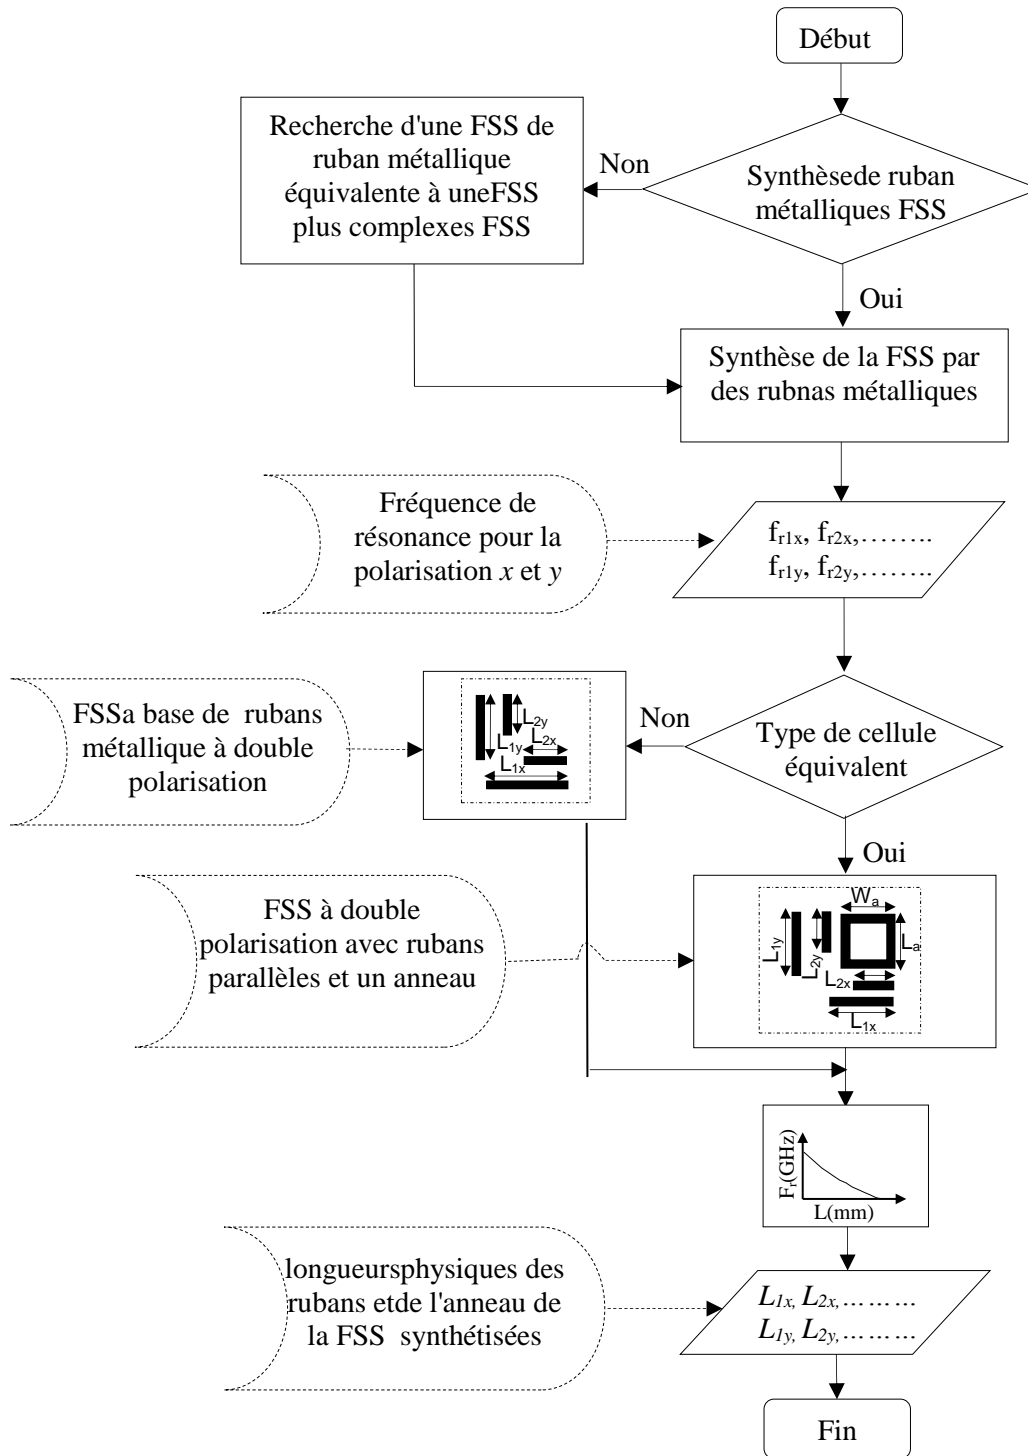 Début
Recherche d'une FSS de
ruban métallique
équivalente à uneFSS
plus complexes FSS
Non
Synthèsede ruban
métalliques FSS
Oui
Synthèse de la FSS par
des rubnas métalliques
Fréquence de
résonance pour la
polarisation x et y
fr1x, fr2x,........
fr1y, fr2y,........
FSSa base de rubans
métallique à double
polarisation
L2y
L1y
L2x
L1x
Non
Type de cellule
équivalent
Oui
FSS à double
polarisation avec rubans
parallèles et un anneau
Wa
L1y
L2y
La
L2x
L1x
Fr(GHz)
L(mm)
longueursphysiques des
rubans etde l'anneau de
la FSS synthétisées
L1x, L2x,.........
L1y, L2y,.........
Fin